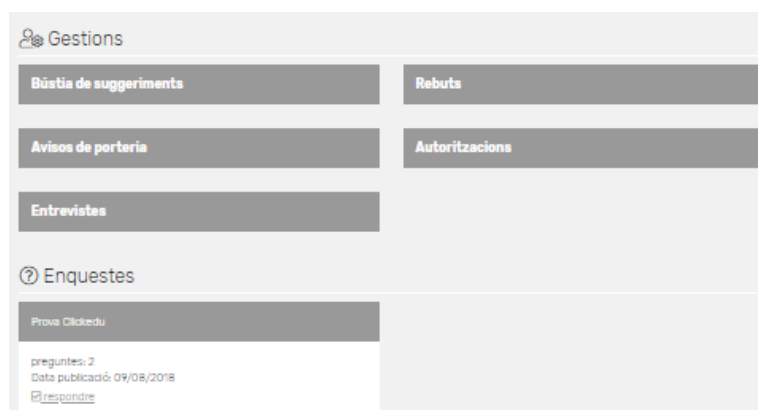 Gestions
Bústia de suggeriments
Rebuts
Avisos de porteria
Autoritzacions
Entrevistes
Enquestes
Prova Clickedu
preguntes: 2
Data publicació: 09/08/2018
respondre